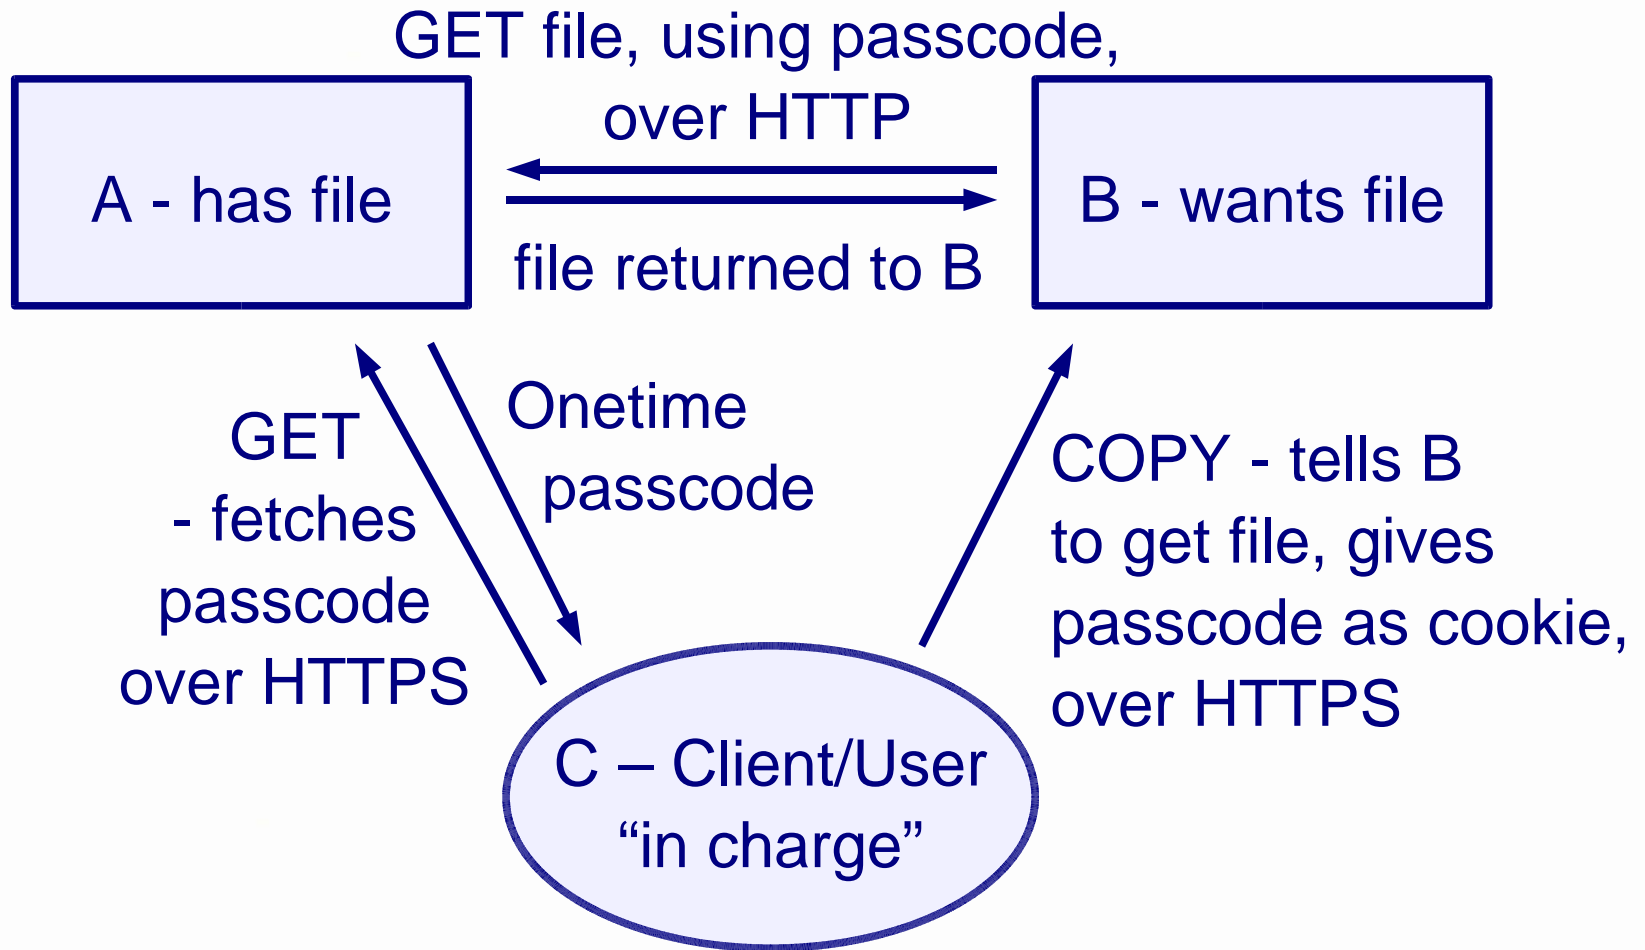 GET file, using passcode,
over HTTP
A - has file
B - wants file
file returned to B
GET
- fetches
passcode
over HTTPS
Onetime
passcode
COPY - tells B
to get file, gives
passcode as cookie,
over HTTPS
C – Client/User
“in charge”